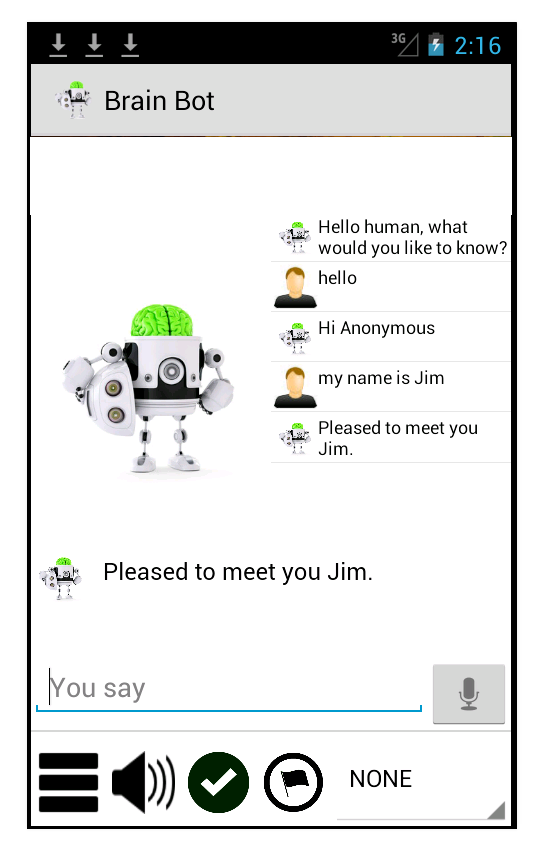 3G
2:16
Brain Bot
Hello human, what
would you like to know?
hello
Hi Anonymous
my name is Jim
Pleased to meet you
Jim.
Pleased to meet you Jim.
You say
NONE